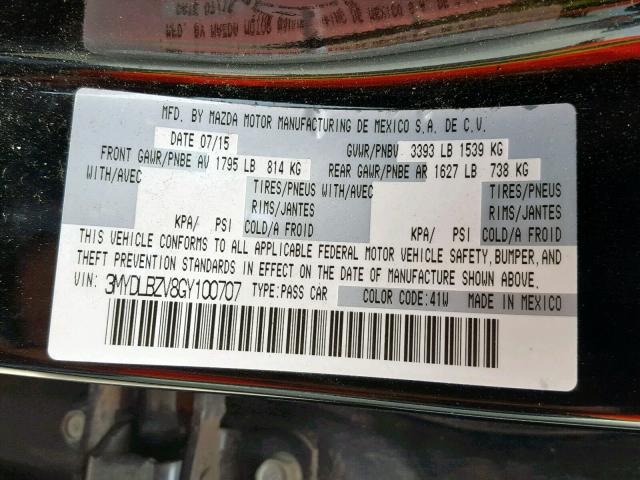 MFD. BY MAZDA MOTOR MANUFACTURING DE MEXICO S.A. DE C.V.
DATE 07/15 GVWR/PNBV 3393 LB 1539 KG
FRONT GAWR/PNBE AV 1795 LB 814 KG REAR GAWR/PNBE AR 1627 LB 738 KG
WITH/AVEC TIRES/PNEUS WITH/AVEC TIRES/PNEUS
RIMS/JANTES RIMS/JANTES
KPA/ PSI COLD/A FROID KPA/ PSI COLD/A FROID
THIS VEHICLE CONFORMS TO ALL APPLICABLE FEDERAL MOTOR VEHICLE SAFETY, BUMPER, AND
THEFT PREVENTION STANDARDS IN EFFECT ON THE DATE OF MANUFACTURE SHOWN ABOVE.
VIN: 3MYDLBZV8GY100707 TYPE:PASS CAR COLOR CODE:41W MADE IN MEXICO